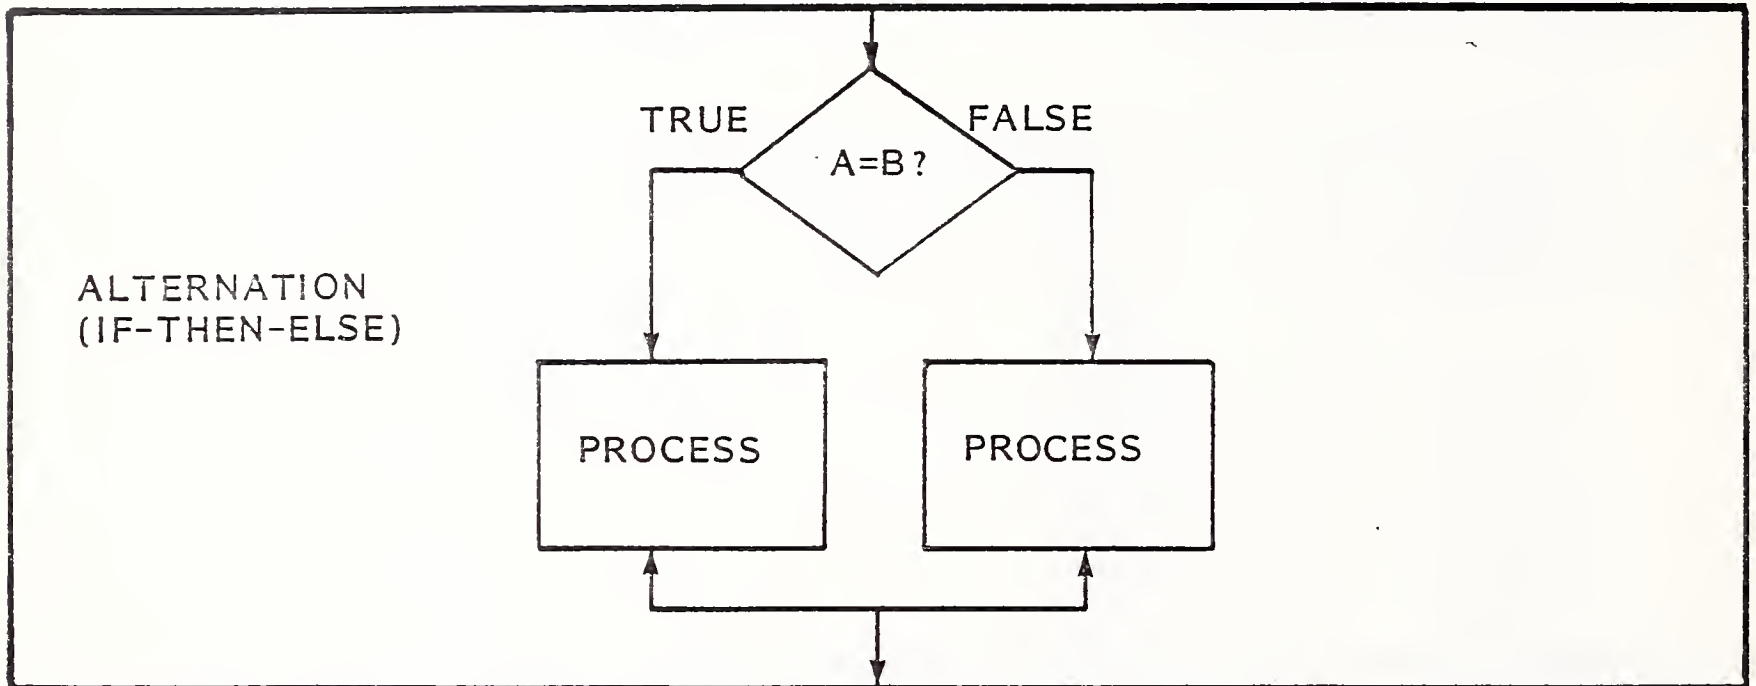 TRUE
FALSE
A=B?
ALTERNATION
(IF-THEN-ELSE)
PROCESS
PROCESS